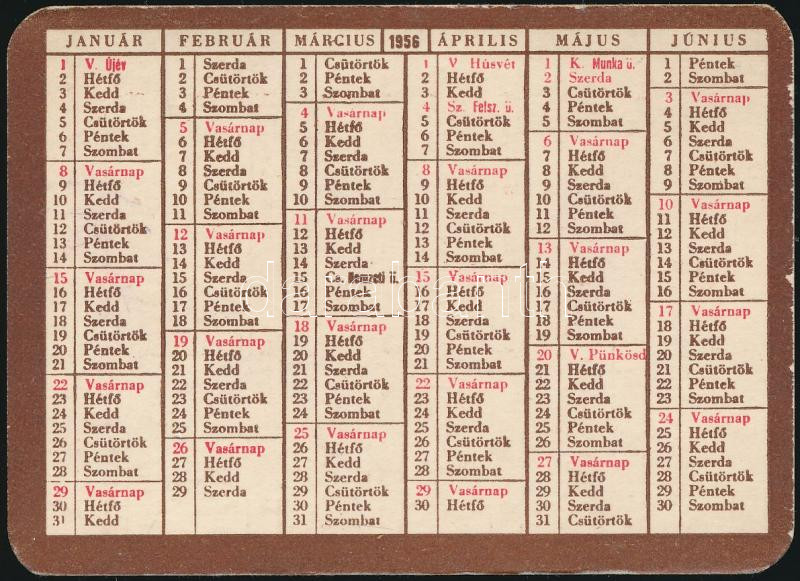 JANUÁR
1 V. Újév
2 Hétfő
3 Kedd
4 Szerda
5 Csütörtök
6 Péntek
7 Szombat
8 Vasárnap
9 Hétfő
10 Kedd
11 Szerda
12 Csütörtök
13 Péntek
14 Szombat
15 Vasárnap
16 Hétfő
17 Kedd
18 Szerda
19 Csütörtök
20 Péntek
21 Szombat
22 Vasárnap
23 Hétfő
24 Kedd
25 Szerda
26 Csütörtök
27 Péntek
28 Szombat
29 Vasárnap
30 Hétfő
31 Kedd
FEBRUÁR
1 Szerda
2 Csütörtök
3 Péntek
4 Szombat
5 Vasárnap
6 Hétfő
7 Kedd
8 Szerda
9 Csütörtök
10 Péntek
11 Szombat
12 Vasárnap
13 Hétfő
14 Kedd
15 Szerda
16 Csütörtök
17 Péntek
18 Szombat
19 Vasárnap
20 Hétfő
21 Kedd
22 Szerda
23 Csütörtök
24 Péntek
25 Szombat
26 Vasárnap
27 Hétfő
28 Kedd
29 Szerda
MÁRCIUS
1 Csütörtök
2 Péntek
3 Szombat
4 Vasárnap
5 Hétfő
6 Kedd
7 Szerda
8 Csütörtök
9 Péntek
10 Szombat
11 Vasárnap
12 Hétfő
13 Kedd
14 Szerda
15 Cs. Nemzeti ü.
16 Péntek
17 Szombat
18 Vasárnap
19 Hétfő
20 Kedd
21 Szerda
22 Csütörtök
23 Péntek
24 Szombat
25 Vasárnap
26 Hétfő
27 Kedd
28 Szerda
29 Csütörtök
30 Péntek
31 Szombat
1956
ÁPRILIS
1 V Húsvét
2 Hétfő
3 Kedd
4 Sz. Felsz. ü.
5 Csütörtök
6 Péntek
7 Szombat
8 Vasárnap
9 Hétfő
10 Kedd
11 Szerda
12 Csütörtök
13 Péntek
14 Szombat
15 Vasárnap
16 Hétfő
17 Kedd
18 Szerda
19 Csütörtök
20 Péntek
21 Szombat
22 Vasárnap
23 Hétfő
24 Kedd
25 Szerda
26 Csütörtök
27 Péntek
28 Szombat
29 Vasárnap
30 Hétfő
MÁJUS
1 K. Munka ü.
2 Szerda
3 Csütörtök
4 Péntek
5 Szombat
6 Vasárnap
7 Hétfő
8 Kedd
9 Szerda
10 Csütörtök
11 Péntek
12 Szombat
13 Vasárnap
14 Hétfő
15 Kedd
16 Szerda
17 Csütörtök
18 Péntek
19 Szombat
20 V. Pünkösd
21 Hétfő
22 Kedd
23 Szerda
24 Csütörtök
25 Péntek
26 Szombat
27 Vasárnap
28 Hétfő
29 Kedd
30 Szerda
31 Csütörtök
JÚNIUS
1 Péntek
2 Szombat
3 Vasárnap
4 Hétfő
5 Kedd
6 Szerda
7 Csütörtök
8 Péntek
9 Szombat
10 Vasárnap
11 Hétfő
12 Kedd
13 Szerda
14 Csütörtök
15 Péntek
16 Szombat
17 Vasárnap
18 Hétfő
19 Kedd
20 Szerda
21 Csütörtök
22 Péntek
23 Szombat
24 Vasárnap
25 Hétfő
26 Kedd
27 Szerda
28 Csütörtök
29 Péntek
30 Szombat
darabanth